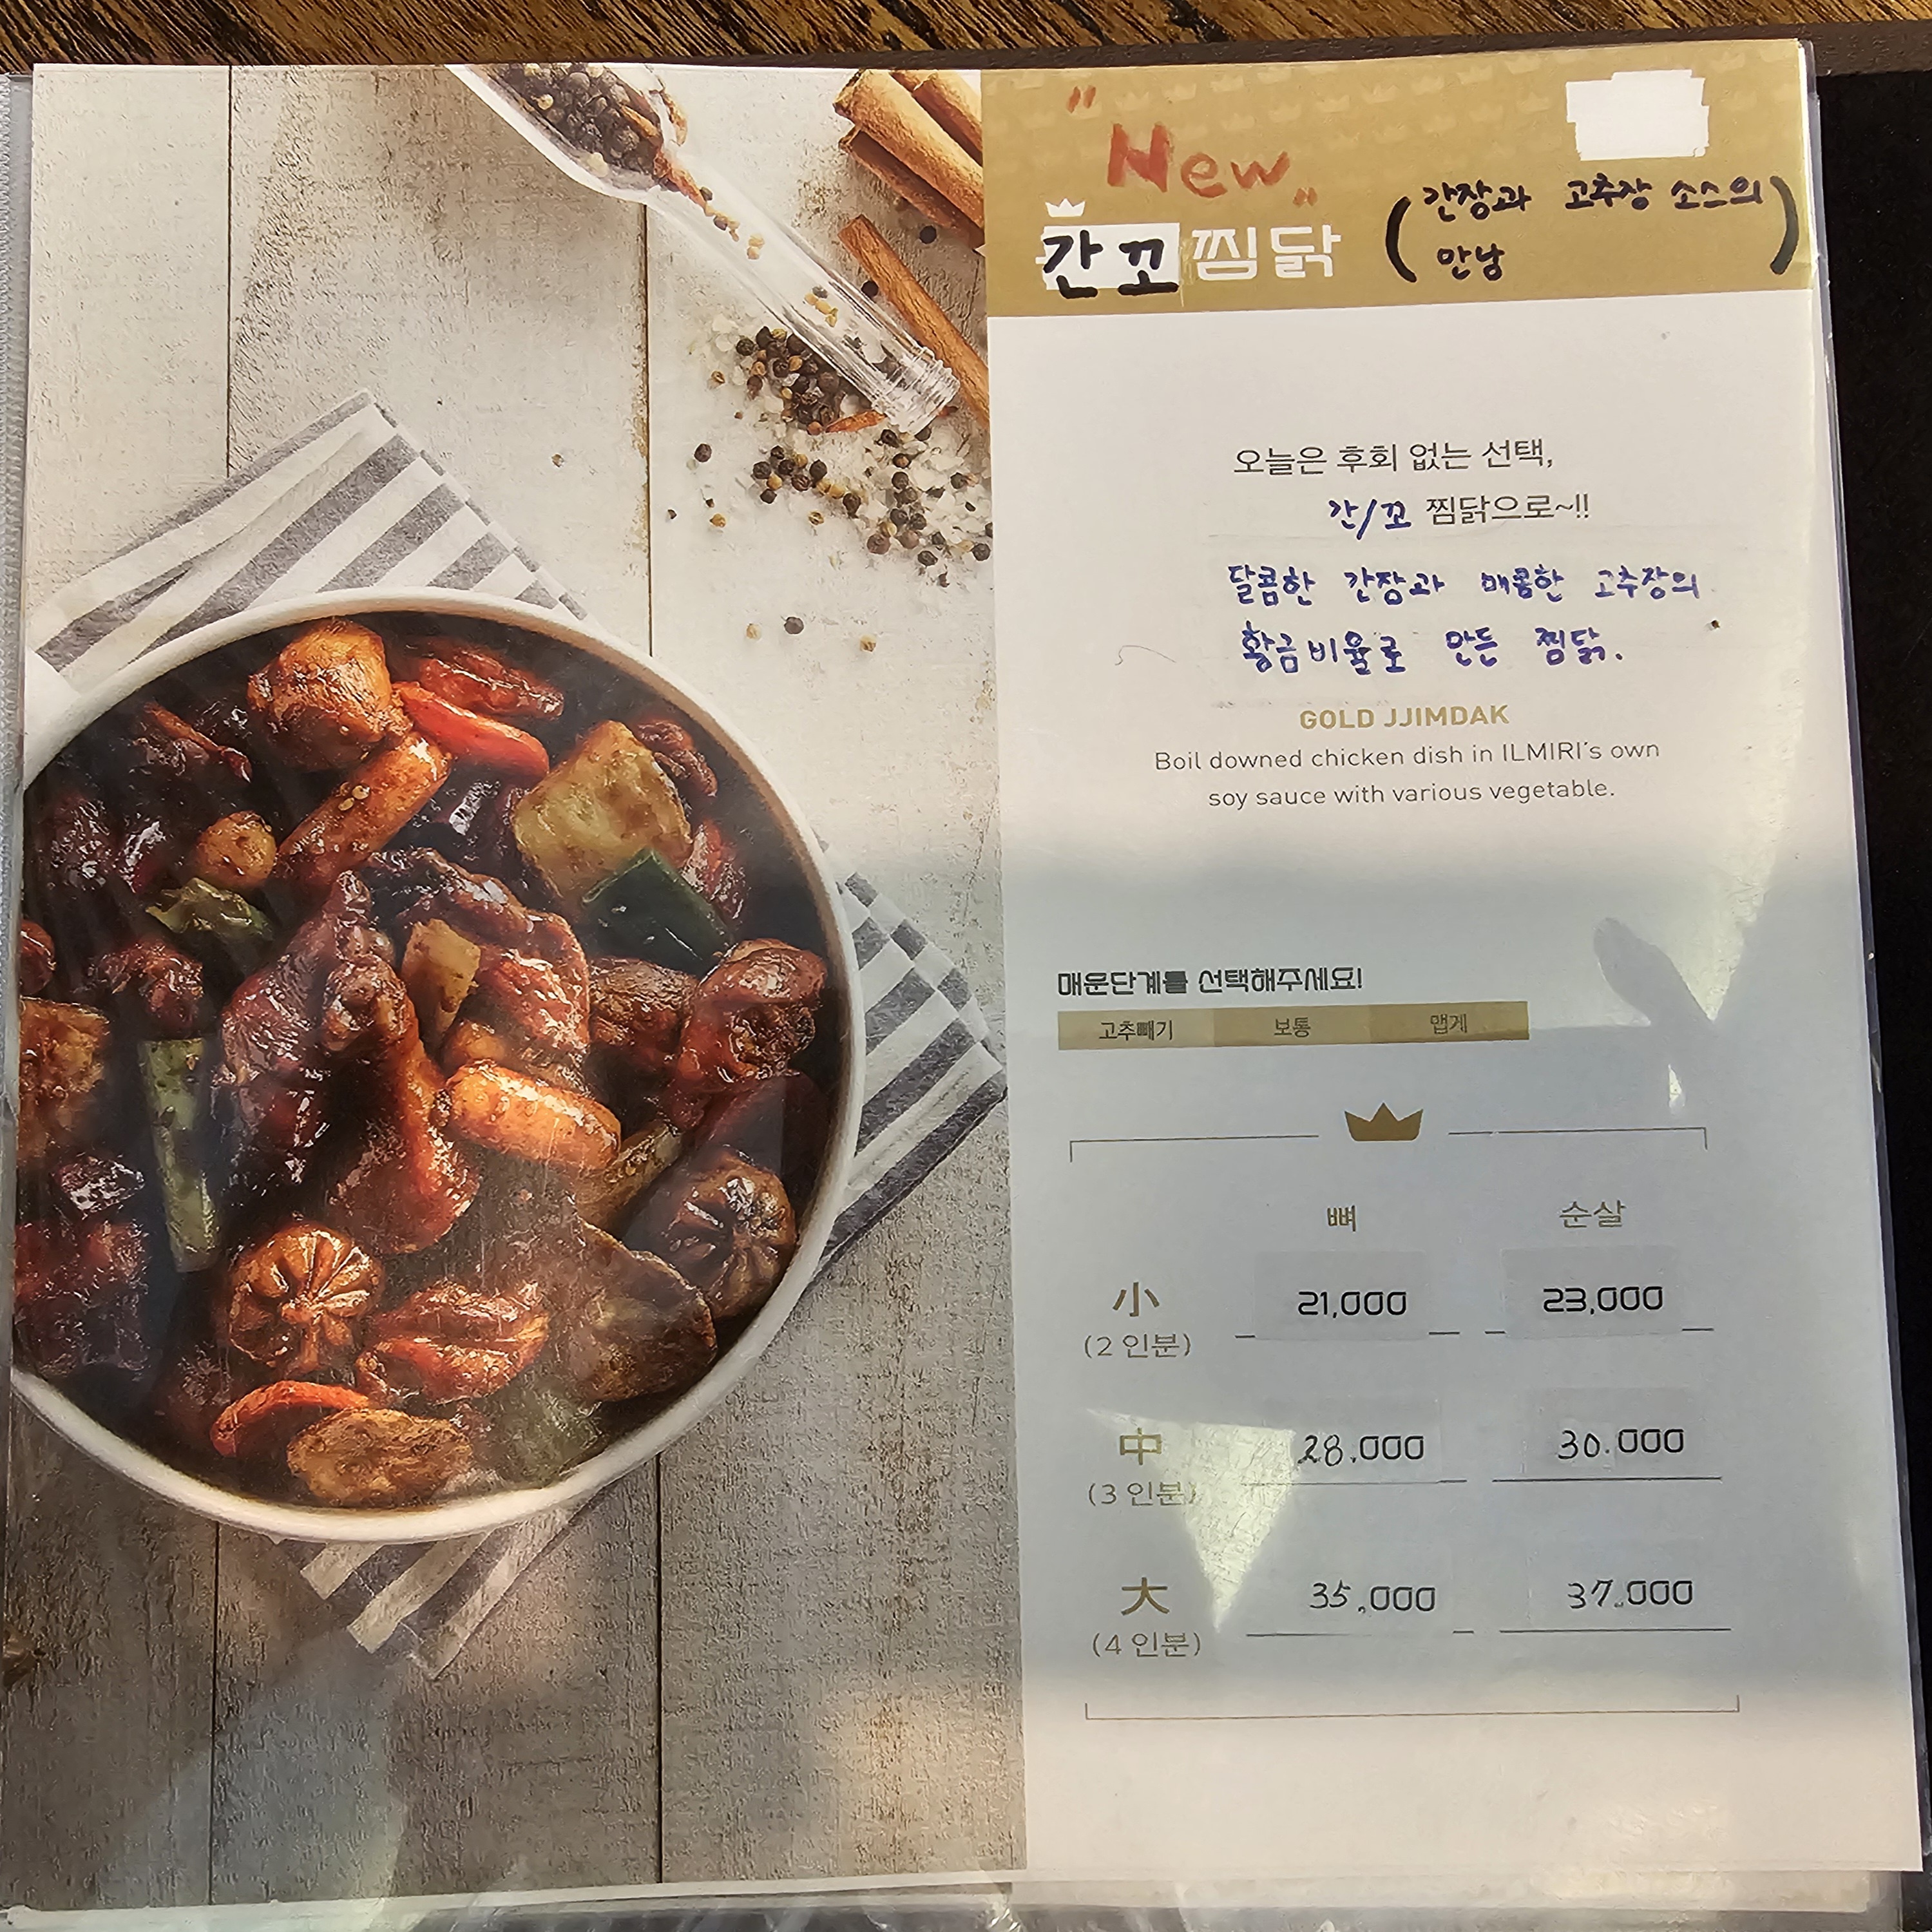 "New"
간꼬찜닭 (간장과 고추장 소스의
만남)
오늘은 후회 없는 선택,
간/꼬 찜닭으로~!!
달콤한 간장과 매콤한 고추장의
황금비율로 만든 찜닭.
GOLD JJIMDAK
Boil downed chicken dish in ILMIRI's own
soy sauce with various vegetable.
매운단계를 선택해주세요!
고추빼기 보통 맵게
뼈 순살
小 21,000 23,000
(2 인분)
中 28.000 30.000
(3 인분)
大 35,000 37.000
(4 인분)